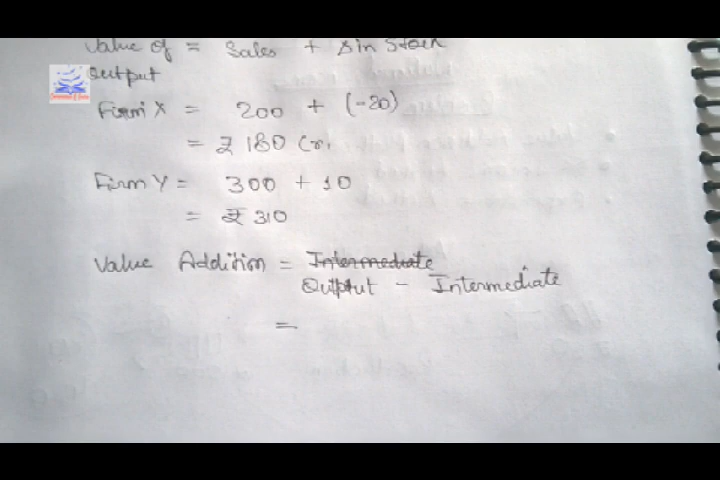 Value of = Sales + Δ in Stock
Output
Firm X = 200 + (-20)
= ₹ 180 Cr.
Firm Y = 300 + 10
= ₹ 310
Value Addition = Intermediate
Output - Intermediate
=